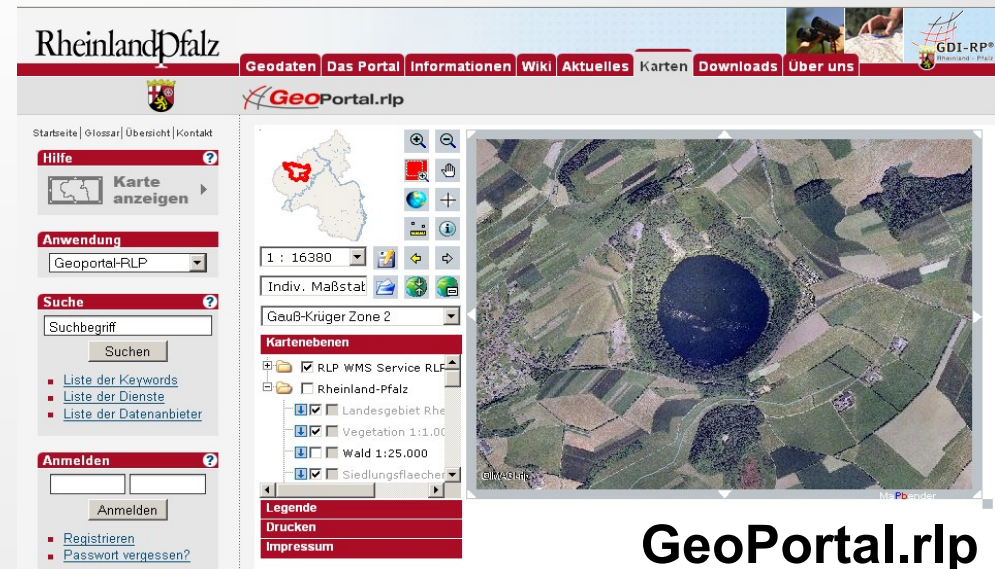 RheinlandPfalz
GDI-RP®
Rheinland - Pfalz
Geodaten Das Portal Informationen Wiki Aktuelles Karten Downloads Über uns
GeoPortal.rlp
Startseite | Glossar | Übersicht | Kontakt
Hilfe ?
Karte anzeigen
Anwendung
Geoportal-RLP
Suche ?
Suchbegriff
Suchen
Liste der Keywords
Liste der Dienste
Liste der Datenanbieter
Anmelden ?
Anmelden
Registrieren
Passwort vergessen?
1 : 16380
Indiv. Maßstab
Gauß-Krüger Zone 2
Kartenebenen
RLP WMS Service RLP
Rheinland-Pfalz
Landesgebiet Rhe
Vegetation 1:1.00
Wald 1:25.000
Siedlungsflaechen
Legende
Drucken
Impressum
MaPbender
GeoPortal.rlp